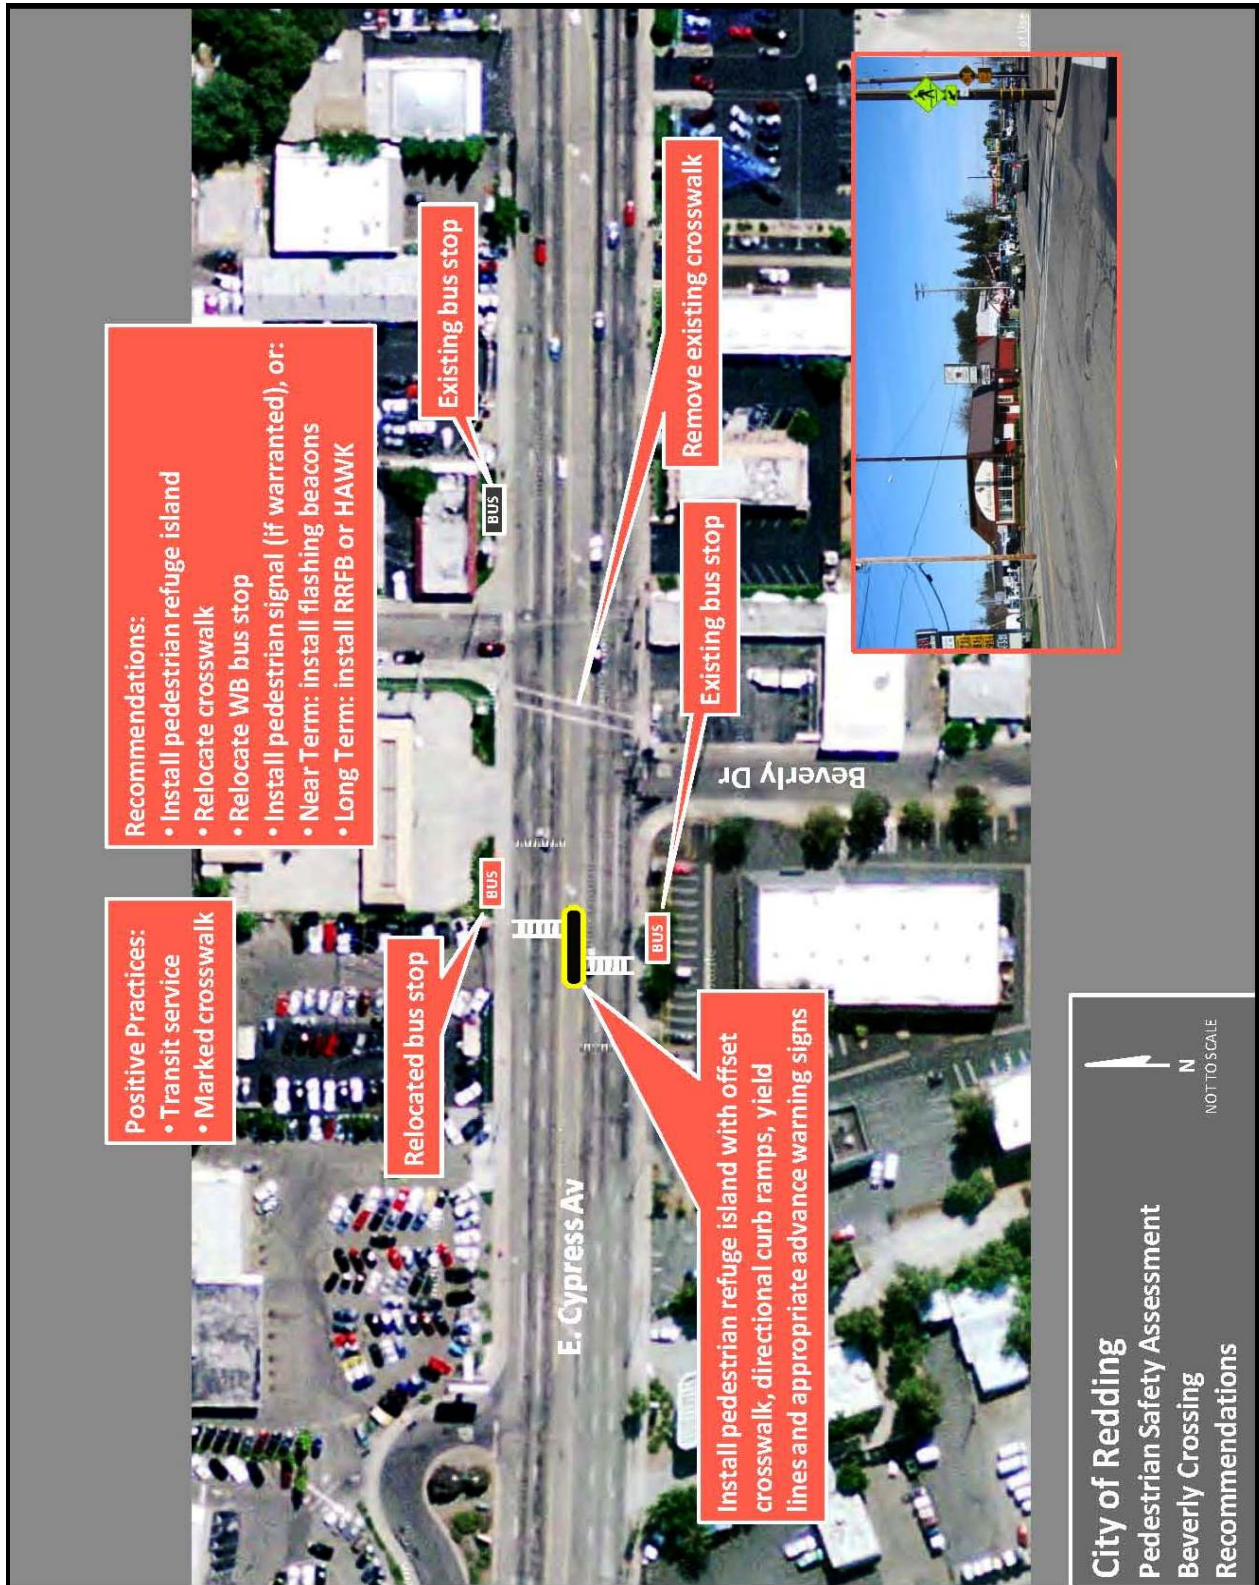 Positive Practices:
• Transit service
• Marked crosswalk
Recommendations:
• Install pedestrian refuge island
• Relocate crosswalk
• Relocate WB bus stop
• Install pedestrian signal (if warranted), or:
• Near Term: install flashing beacons
• Long Term: install RRFB or HAWK
Relocated bus stop
Existing bus stop
BUS
BUS
E. Cypress Av
Remove existing crosswalk
BUS
Existing bus stop
Beverly Dr
Install pedestrian refuge island with offset
crosswalk, directional curb ramps, yield
lines and appropriate advance warning signs
City of Redding
Pedestrian Safety Assessment
Beverly Crossing
Recommendations
N
NOT TO SCALE
of Use